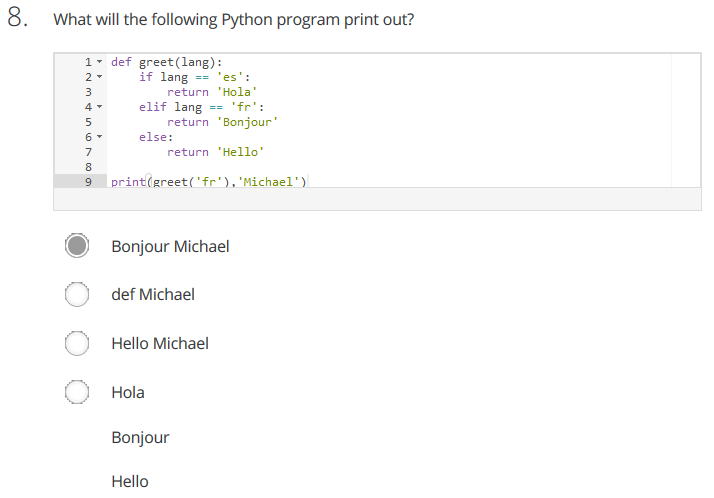 8. What will the following Python program print out?
1 def greet(lang):
2 if lang == 'es':
3 return 'Hola'
4 elif lang == 'fr':
5 return 'Bonjour'
6 else:
7 return 'Hello'
8
9 print(greet('fr'),'Michael')
Bonjour Michael
def Michael
Hello Michael
Hola
Bonjour
Hello